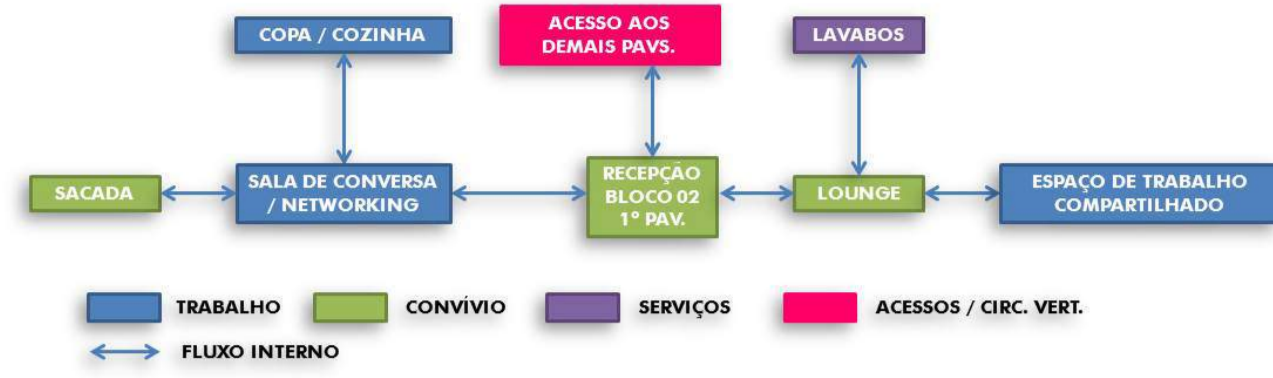 COPA / COZINHA
ACESSO AOS
DEMAIS PAVS.
LAVABOS
SACADA
SALA DE CONVERSA
/ NETWORKING
RECEPÇÃO
BLOCO 02
1º PAV.
LOUNGE
ESPAÇO DE TRABALHO
COMPARTILHADO
TRABALHO
CONVÍVIO
SERVIÇOS
ACESSOS / CIRC. VERT.
FLUXO INTERNO